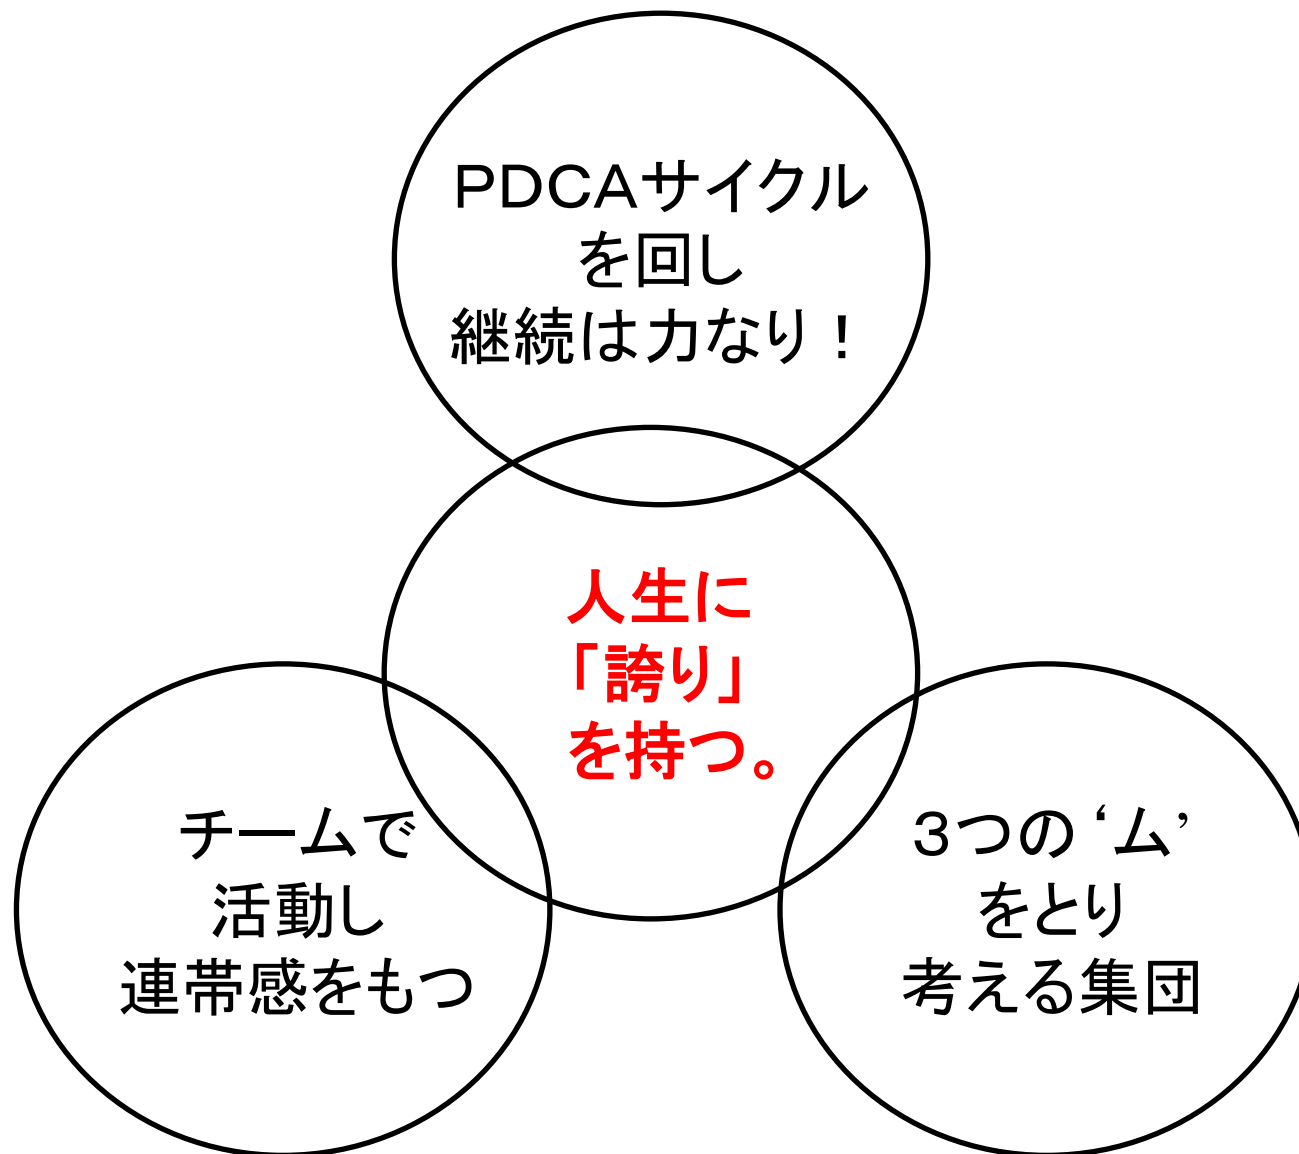 PDCAサイクル
を回し
継続は力なり！
人生に
「誇り」
を持つ。
チームで
活動し
連帯感をもつ
３つの‘ム’
をとり
考える集団